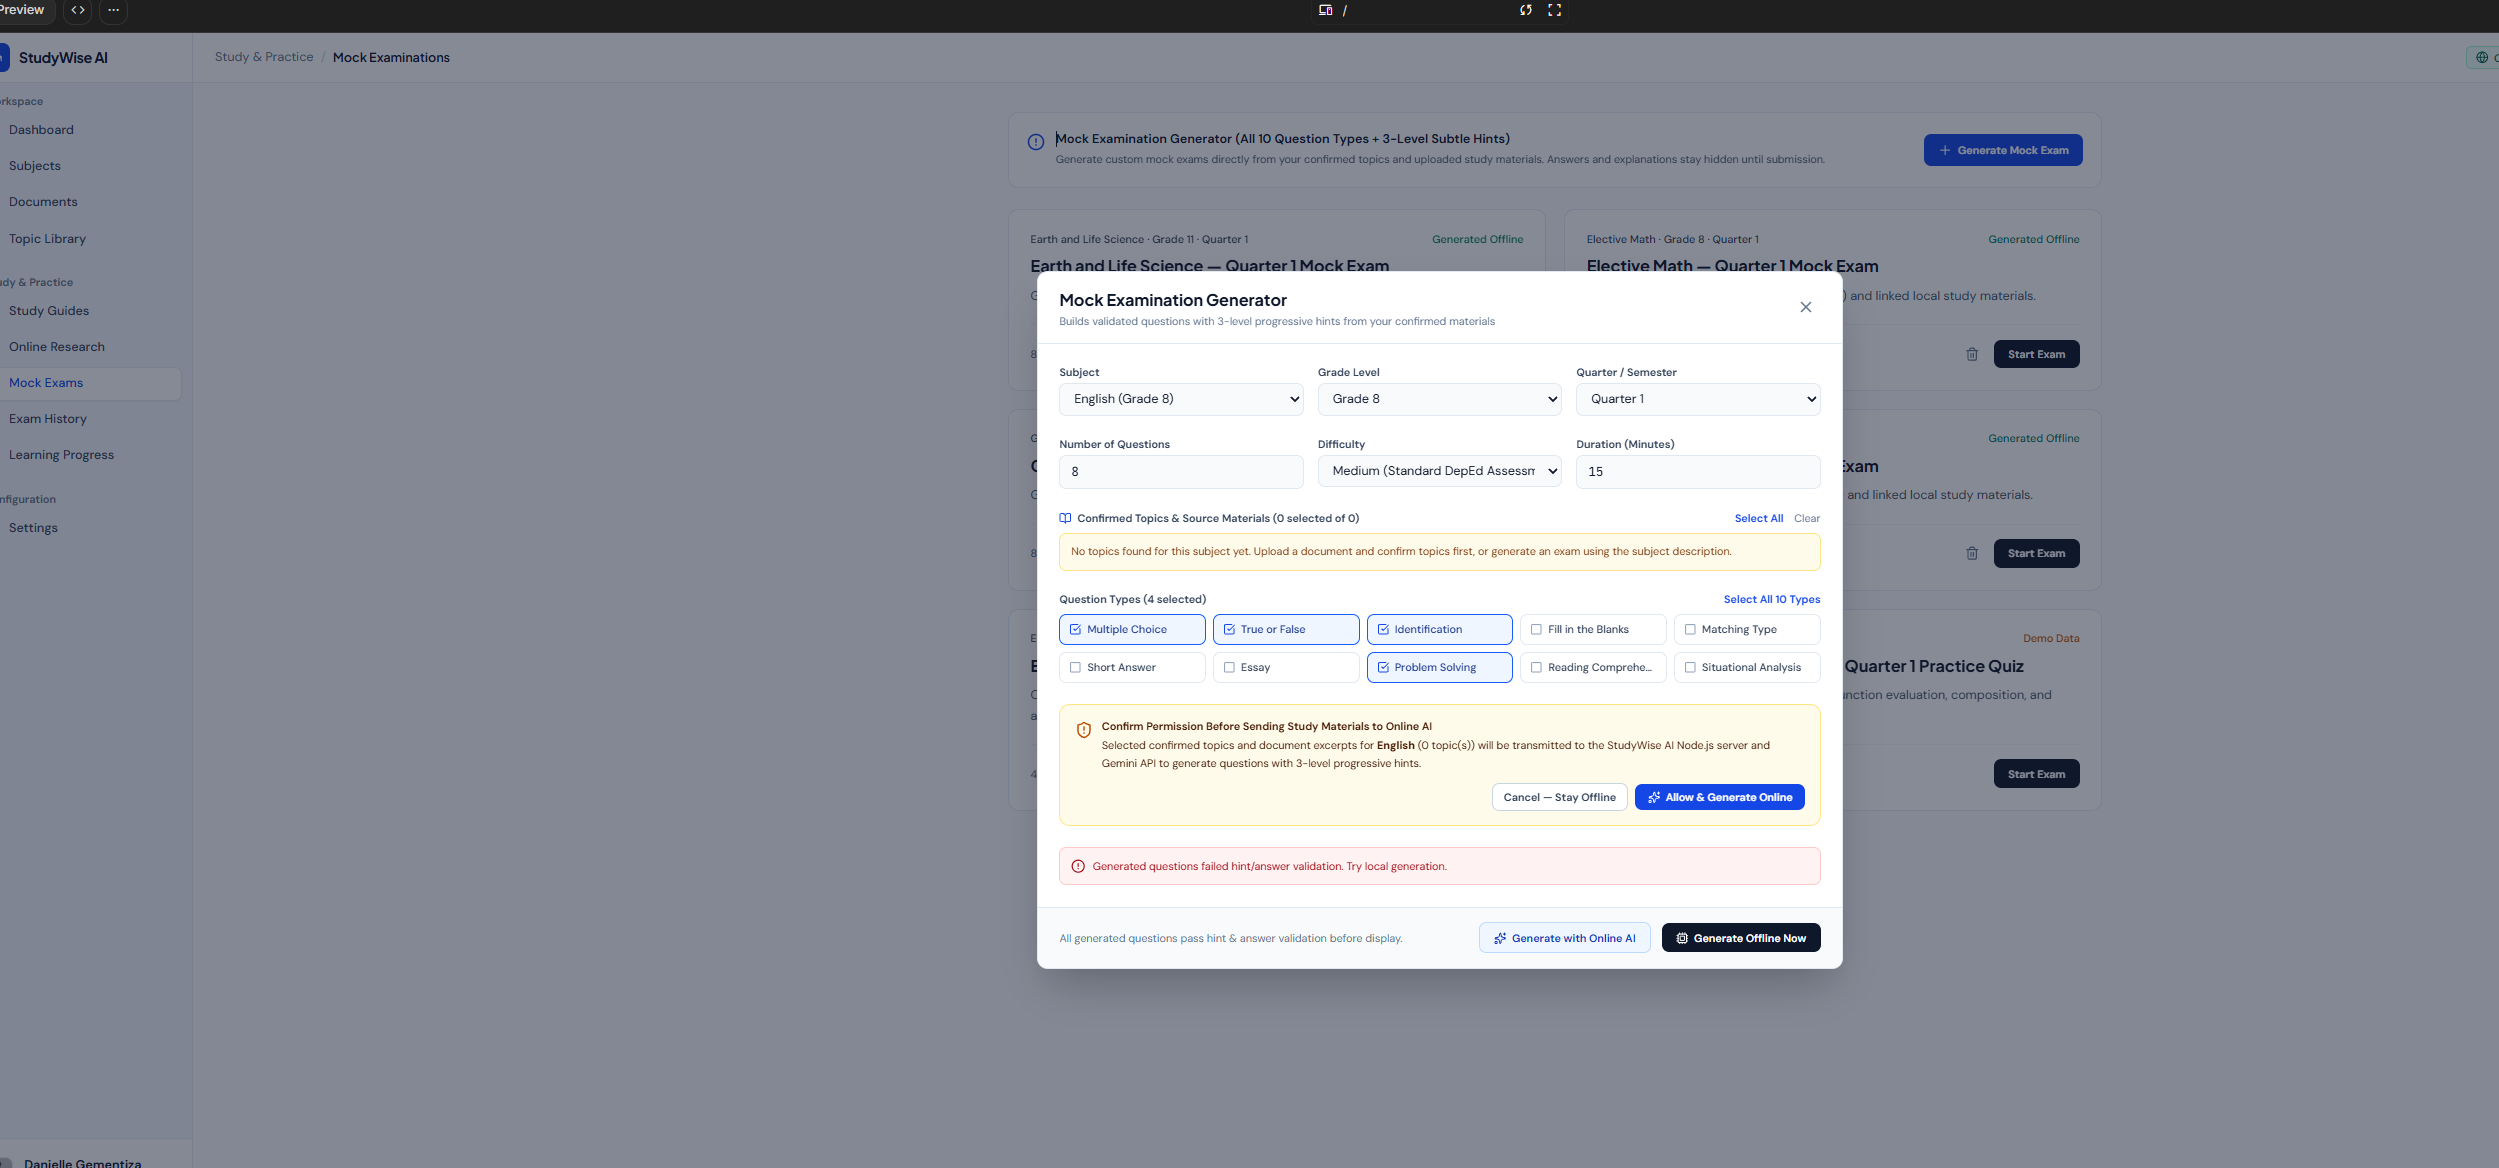 Preview
/
StudyWise AI
Study & Practice / Mock Examinations
Dashboard
Subjects
Documents
Topic Library
Study Guides
Online Research
Mock Exams
Exam History
Learning Progress
Settings
Danielle Gementiza
Mock Examination Generator (All 10 Question Types + 3-Level Subtle Hints)
Generate custom mock exams directly from your confirmed topics and uploaded study materials. Answers and explanations stay hidden until submission.
Generate Mock Exam
Earth and Life Science · Grade 11 · Quarter 1
Generated Offline
Earth and Life Science — Quarter 1 Mock Exam
Elective Math · Grade 8 · Quarter 1
Generated Offline
Elective Math — Quarter 1 Mock Exam
and linked local study materials.
Start Exam
Generated Offline
Exam
and linked local study materials.
Start Exam
Demo Data
Quarter 1 Practice Quiz
evaluation, composition, and
Start Exam
Mock Examination Generator
Builds validated questions with 3-level progressive hints from your confirmed materials
Subject
English (Grade 8)
Grade Level
Grade 8
Quarter / Semester
Quarter 1
Number of Questions
8
Difficulty
Medium (Standard DepEd Assessm
Duration (Minutes)
15
Confirmed Topics & Source Materials (0 selected of 0)
Select All Clear
No topics found for this subject yet. Upload a document and confirm topics first, or generate an exam using the subject description.
Question Types (4 selected)
Select All 10 Types
Multiple Choice
True or False
Identification
Fill in the Blanks
Matching Type
Short Answer
Essay
Problem Solving
Reading Comprehe...
Situational Analysis
Confirm Permission Before Sending Study Materials to Online AI
Selected confirmed topics and document excerpts for English (0 topic(s)) will be transmitted to the StudyWise AI Node.js server and
Gemini API to generate questions with 3-level progressive hints.
Cancel — Stay Offline
Allow & Generate Online
Generated questions failed hint/answer validation. Try local generation.
All generated questions pass hint & answer validation before display.
Generate with Online AI
Generate Offline Now